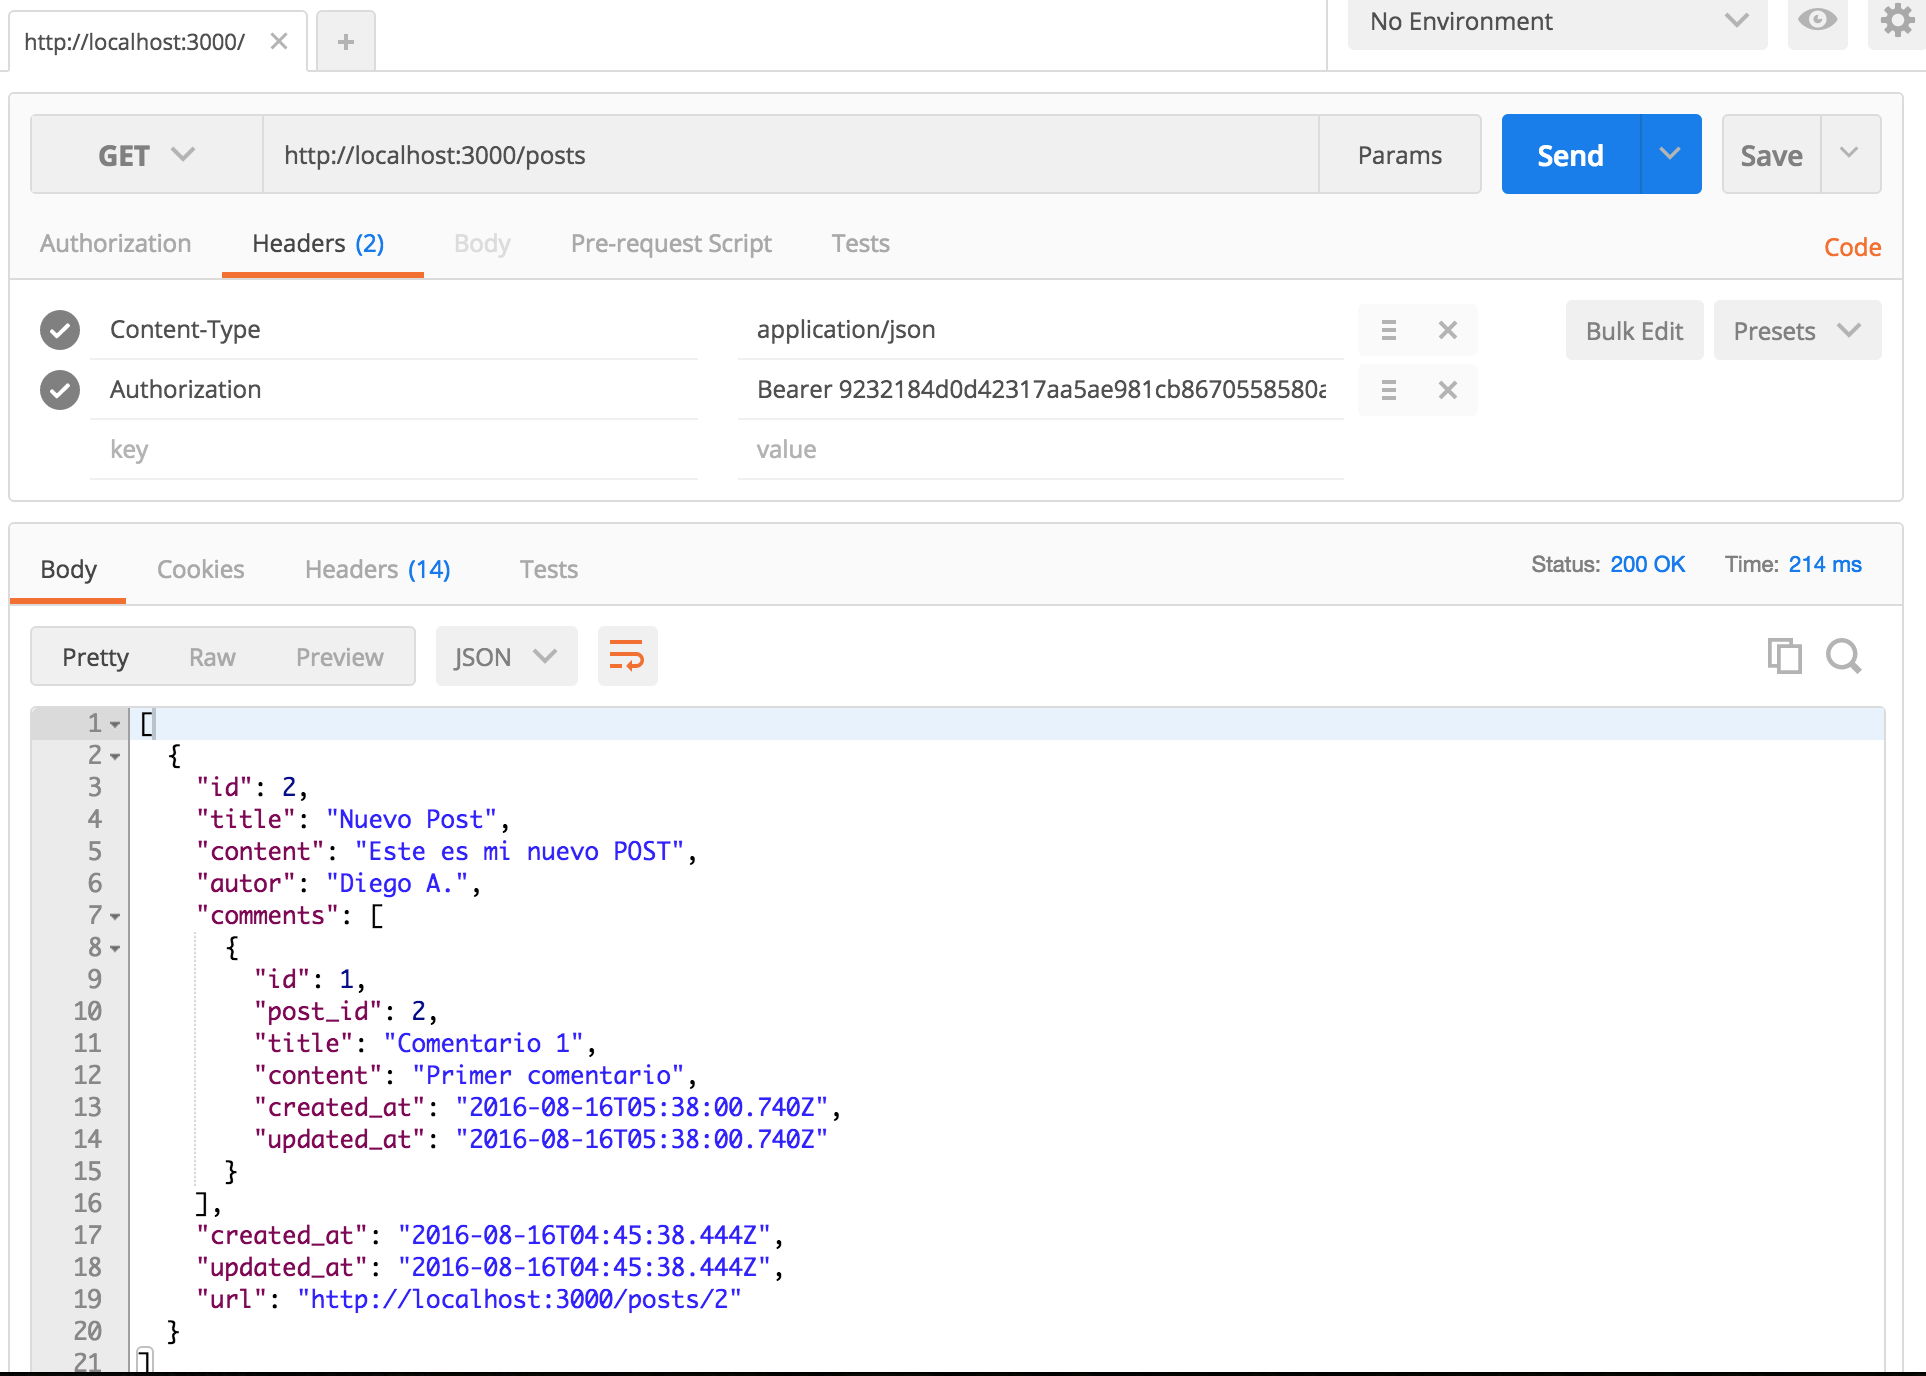 http://localhost:3000/
No Environment
GET http://localhost:3000/posts Params Send Save
Authorization Headers (2) Body Pre-request Script Tests Code
Content-Type application/json Bulk Edit Presets
Authorization Bearer 9232184d0d42317aa5ae981cb8670558580a
key value
Body Cookies Headers (14) Tests Status: 200 OK Time: 214 ms
Pretty Raw Preview JSON
1 [
2 {
3 "id": 2,
4 "title": "Nuevo Post",
5 "content": "Este es mi nuevo POST",
6 "autor": "Diego A.",
7 "comments": [
8 {
9 "id": 1,
10 "post_id": 2,
11 "title": "Comentario 1",
12 "content": "Primer comentario",
13 "created_at": "2016-08-16T05:38:00.740Z",
14 "updated_at": "2016-08-16T05:38:00.740Z"
15 }
16 ],
17 "created_at": "2016-08-16T04:45:38.444Z",
18 "updated_at": "2016-08-16T04:45:38.444Z",
19 "url": "http://localhost:3000/posts/2"
20 }
21 ]